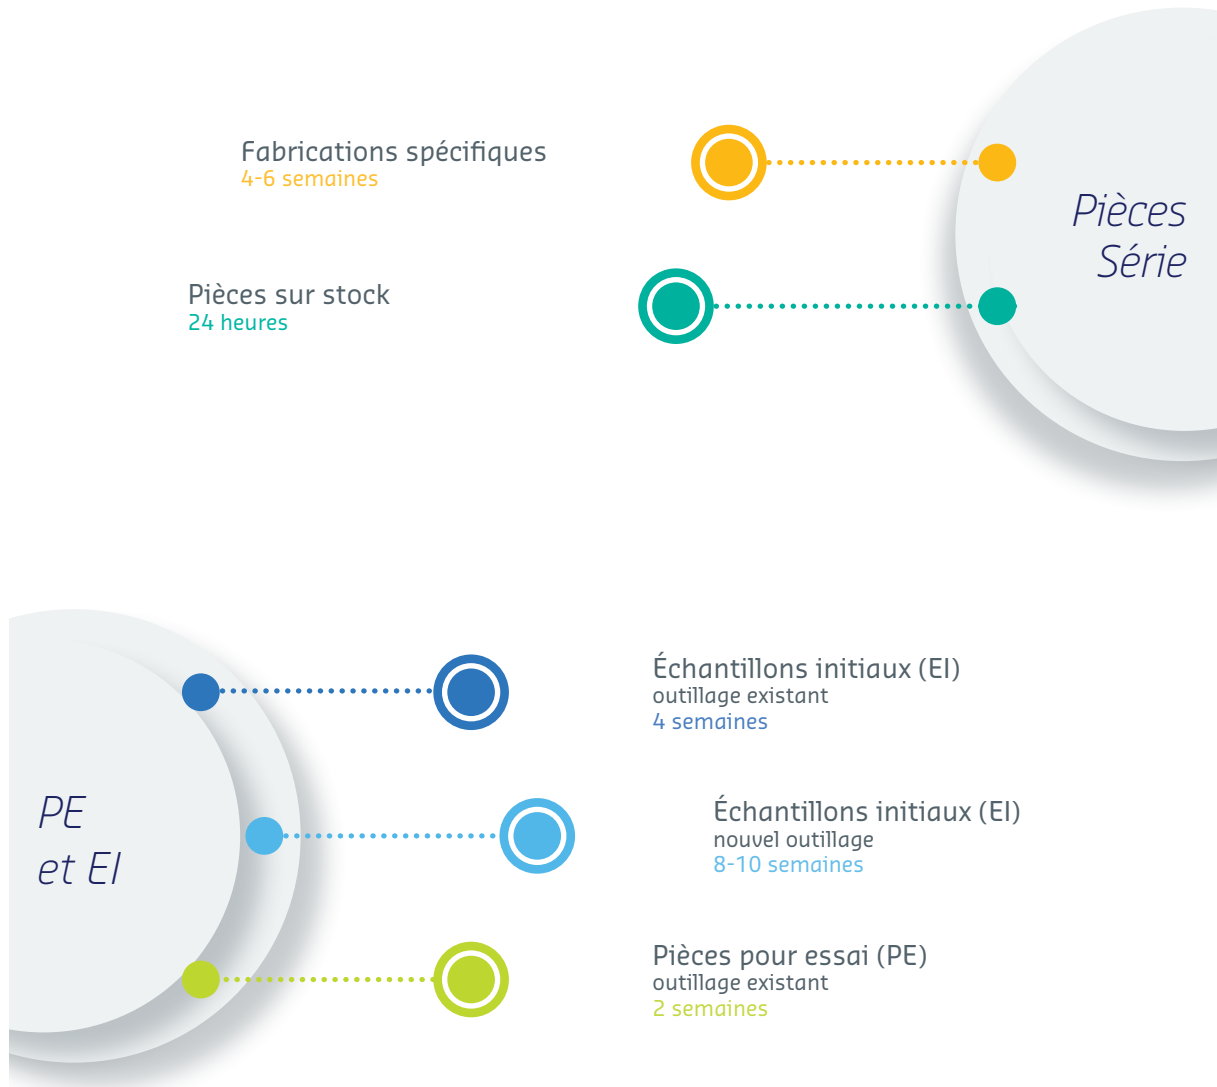 Fabrications spécifiques
4-6 semaines
Pièces sur stock
24 heures
Pièces
Série
PE
et EI
Échantillons initiaux (EI)
outillage existant
4 semaines
Échantillons initiaux (EI)
nouvel outillage
8-10 semaines
Pièces pour essai (PE)
outillage existant
2 semaines